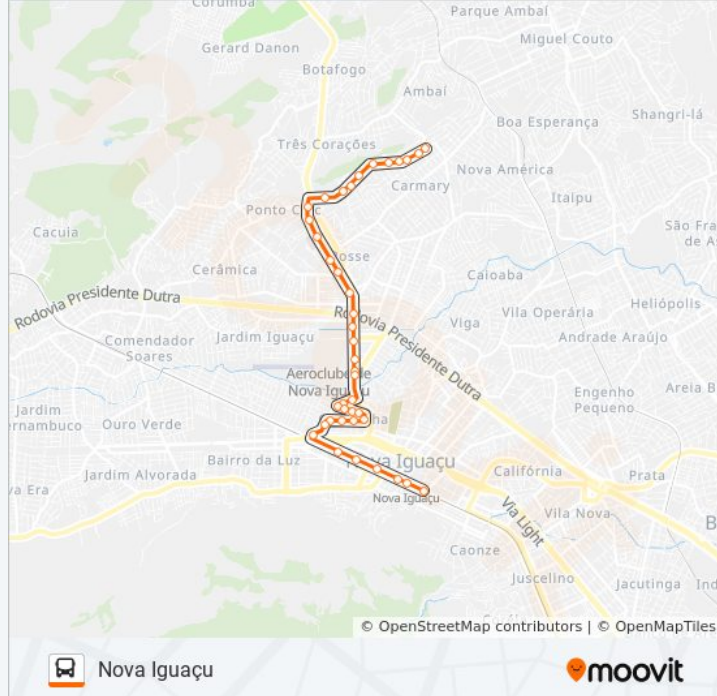 Corumbá
Parque Ambaí
Gerard Danon
Miguel Couto
Botafogo
Ambaí
Shangri-lá
Boa Esperança
Três Corações
Nova América
Carmary
Itaipu
Ponto Chic
São Fra
de As
Cacuia
Cerâmica
Caioaba
Rodovia Presidente Dutra
Heliópolis
Vila Operária
Rodovia Presidente Dutra
Comendador
Soares
Jardim Iguaçu
Viga
Andrade Araújo
Aeroclube de
Nova Iguaçu
Engenho
Pequeno
Areia B
Jardim
ernambuco
Ouro Verde
Bairro da Luz
Nova Iguaçu
Califórnia
Prata
va Era
Jardim Alvorada
Nova Iguaçu
Via Light
Vila Nova
B
Caonze
Juscelino
Jacutinga
Ind
© OpenStreetMap contributors | © OpenMapTiles
Nova Iguaçu
moovit